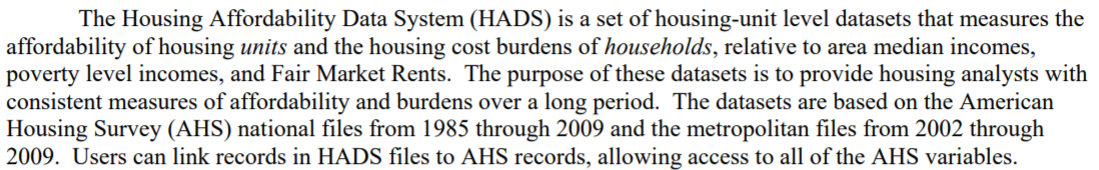 The Housing Affordability Data System (HADS) is a set of housing-unit level datasets that measures the
affordability of housing units and the housing cost burdens of households, relative to area median incomes,
poverty level incomes, and Fair Market Rents.  The purpose of these datasets is to provide housing analysts with
consistent measures of affordability and burdens over a long period.  The datasets are based on the American
Housing Survey (AHS) national files from 1985 through 2009 and the metropolitan files from 2002 through
2009.  Users can link records in HADS files to AHS records, allowing access to all of the AHS variables.